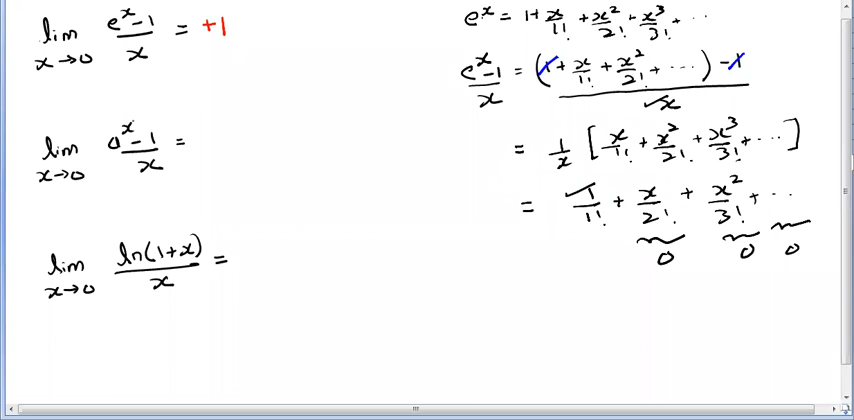 lim x→0 (e^x-1)/x = +1
lim x→0 (a^x-1)/x =
lim x→0 ln(1+x)/x =
e^x = 1+x/1!+x²/2!+x³/3!+···
(e^x-1)/x = ((1+x/1!+x²/2!+···)-1)/x
= 1/x [x/1!+x²/2!+x³/3!+···]
= 1/1!+x/2!+x²/3!+···
0 0 0